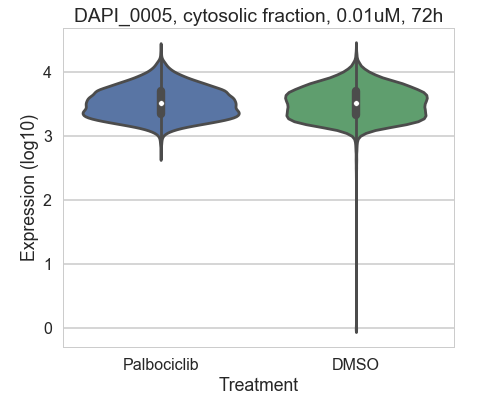 DAPI_0005, cytosolic fraction, 0.01uM, 72h
Expression (log10)
4
3
2
1
0
Palbociclib DMSO
Treatment